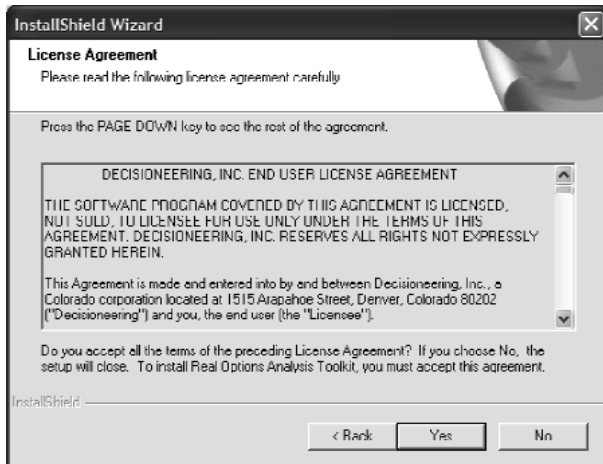 InstallShield Wizard
License Agreement
Please read the following license agreement carefully
Press the PAGE DOWN key to see the rest of the agreement.
DECISIONEERING, INC. END USER LICENSE AGREEMENT
THE SOFTWARE PROGRAM COVERED BY THIS AGREEMENT IS LICENSED,
NOT SOLD, TO LICENSEE FOR USE ONLY UNDER THE TERMS OF THIS
AGREEMENT. DECISIONEERING, INC. RESERVES ALL RIGHTS NOT EXPRESSLY
GRANTED HEREIN.
This Agreement is made and entered into by and between Decisioneering, Inc., a
Colorado corporation located at 1515 Arapahoe Street, Denver, Colorado 80202
("Decisioneering") and you, the end user (the "Licensee").
Do you accept all the terms of the preceding License Agreement? If you choose No, the
setup will close. To install Real Options Analysis Toolkit, you must accept this agreement.
InstallShield
< Back Yes No